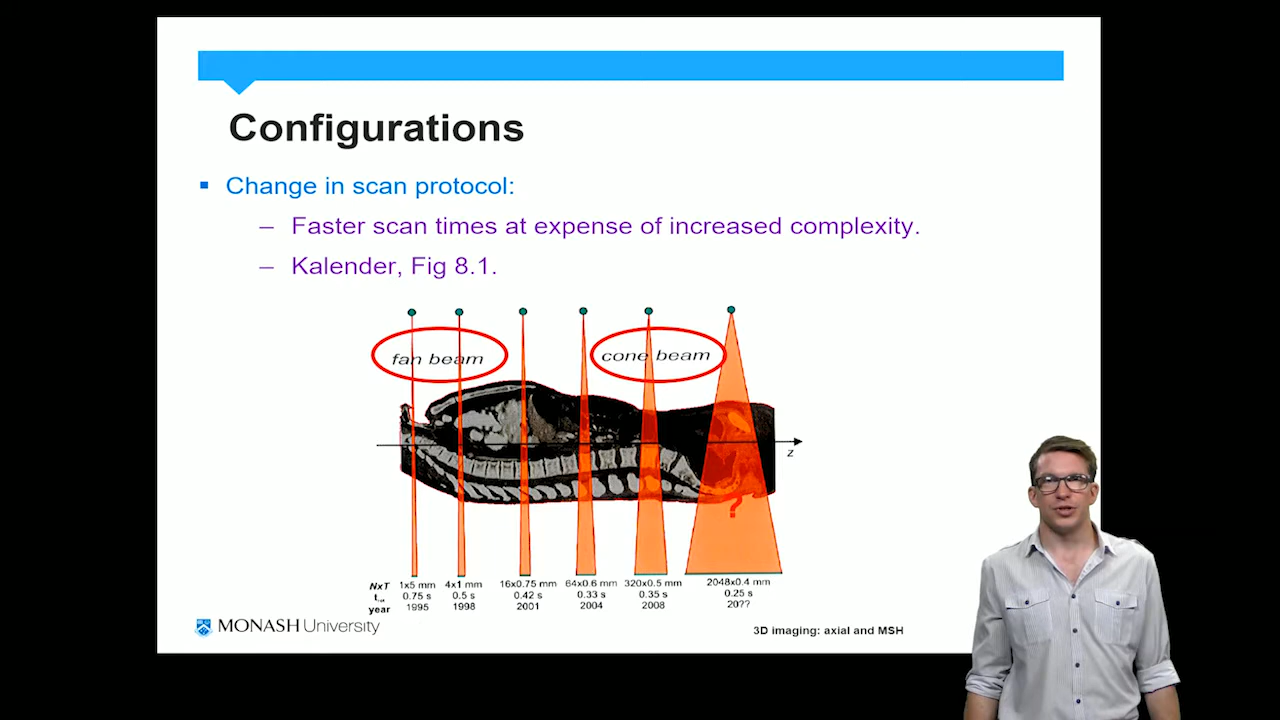 Configurations
Change in scan protocol:
– Faster scan times at expense of increased complexity.
– Kalender, Fig 8.1.
fan beam
cone beam
z
?
NxT 1x5 mm 4x1 mm 16x0.75 mm 64x0.6 mm 320x0.5 mm 2048x0.4 mm
0.75 s 0.5 s 0.42 s 0.33 s 0.35 s 0.25 s
year 1995 1998 2001 2004 2008 20??
MONASH University
3D imaging: axial and MSH